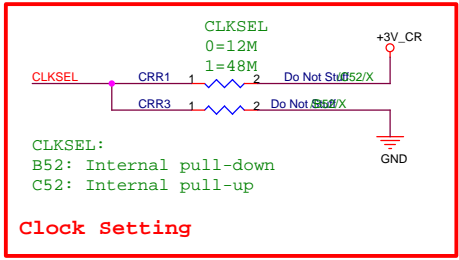 CLKSEL
0=12M
1=48M
+3V_CR
CLKSEL CRR1 1 2 Do Not Stuff
CRR3 1 2 Do Not
GND
CLKSEL:
B52: Internal pull-down
C52: Internal pull-up
Clock Setting